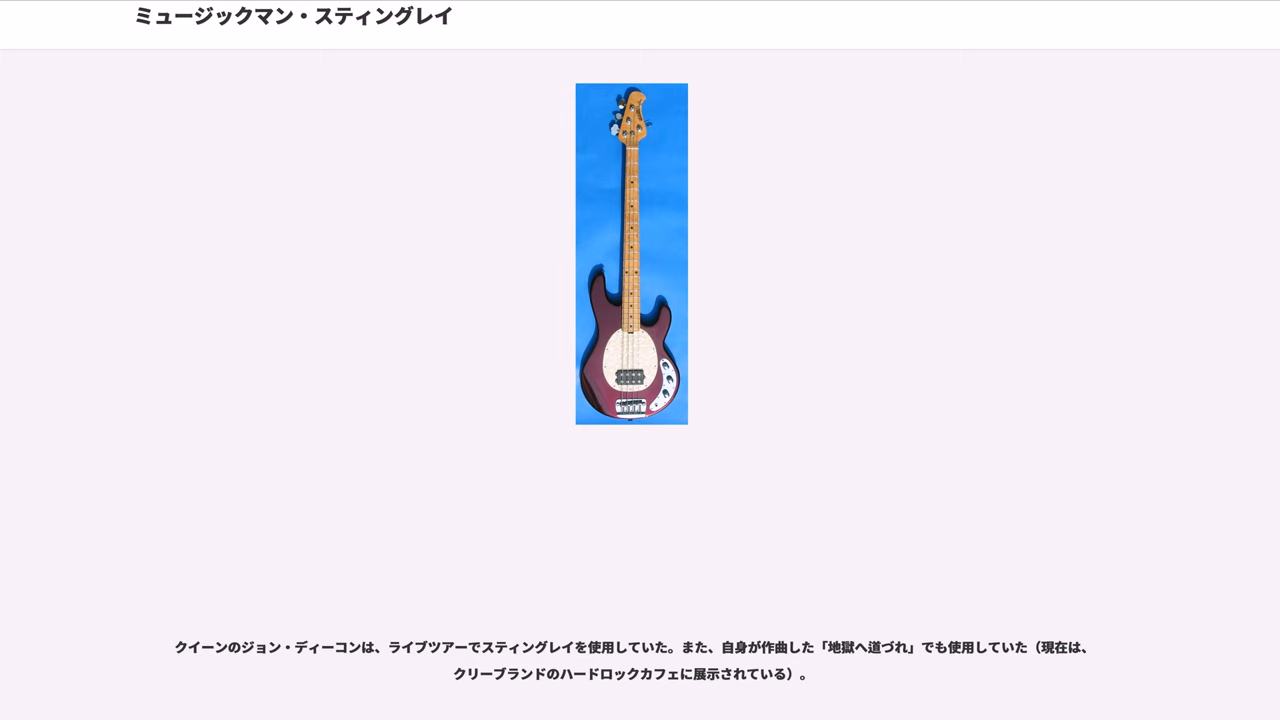 ミュージックマン・スティングレイ
クイーンのジョン・ディーコンは、ライブツアーでスティングレイを使用していた。また、自身が作曲した「地獄へ道づれ」でも使用していた（現在は、
クリーブランドのハードロックカフェに展示されている）。